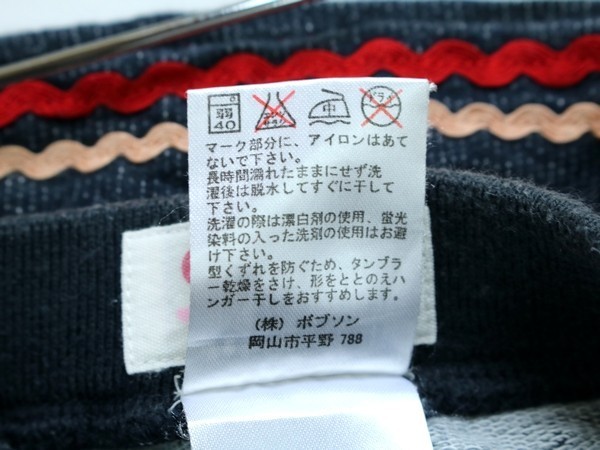 弱 40 エンソサラシ 中 ドライ
マーク部分に、アイロンはあて
ないで下さい。
長時間濡れたままにせず洗
濯後は脱水してすぐに干して
下さい。
洗濯の際は漂白剤の使用、蛍光
染料の入った洗剤の使用はお避
け下さい。
型くずれを防ぐため、タンブラ
ー乾燥をさけ、形をととのえハ
ンガー干しをおすすめします。
(株) ボブソン
岡山市平野 788